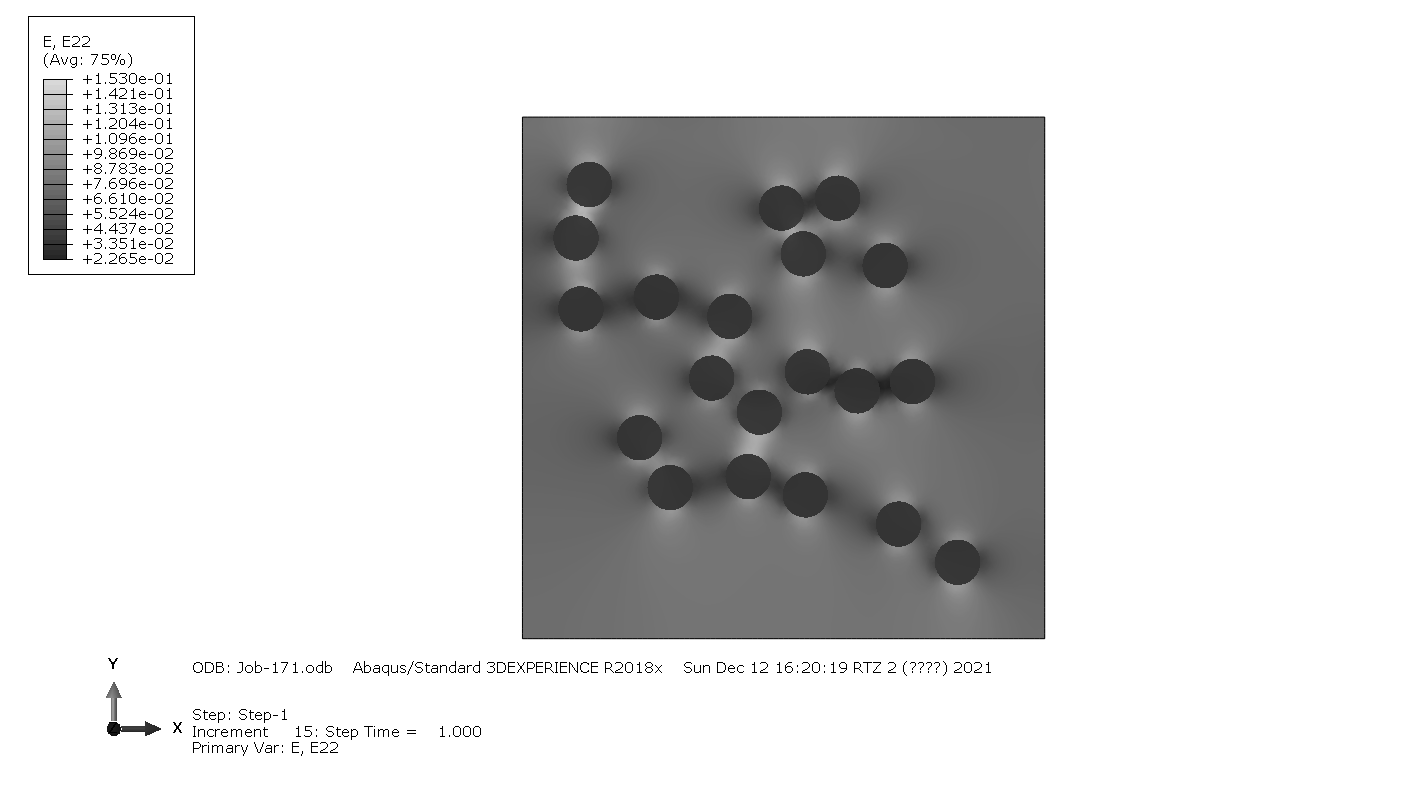 E, E22
(Avg: 75%)
+1.530e-01
+1.421e-01
+1.313e-01
+1.204e-01
+1.096e-01
+9.869e-02
+8.783e-02
+7.696e-02
+6.610e-02
+5.524e-02
+4.437e-02
+3.351e-02
+2.265e-02
Y
X
ODB: Job-171.odb    Abaqus/Standard 3DEXPERIENCE R2018x    Sun Dec 12 16:20:19 RTZ 2 (????) 2021
Step: Step-1
Increment     15: Step Time =    1.000
Primary Var: E, E22